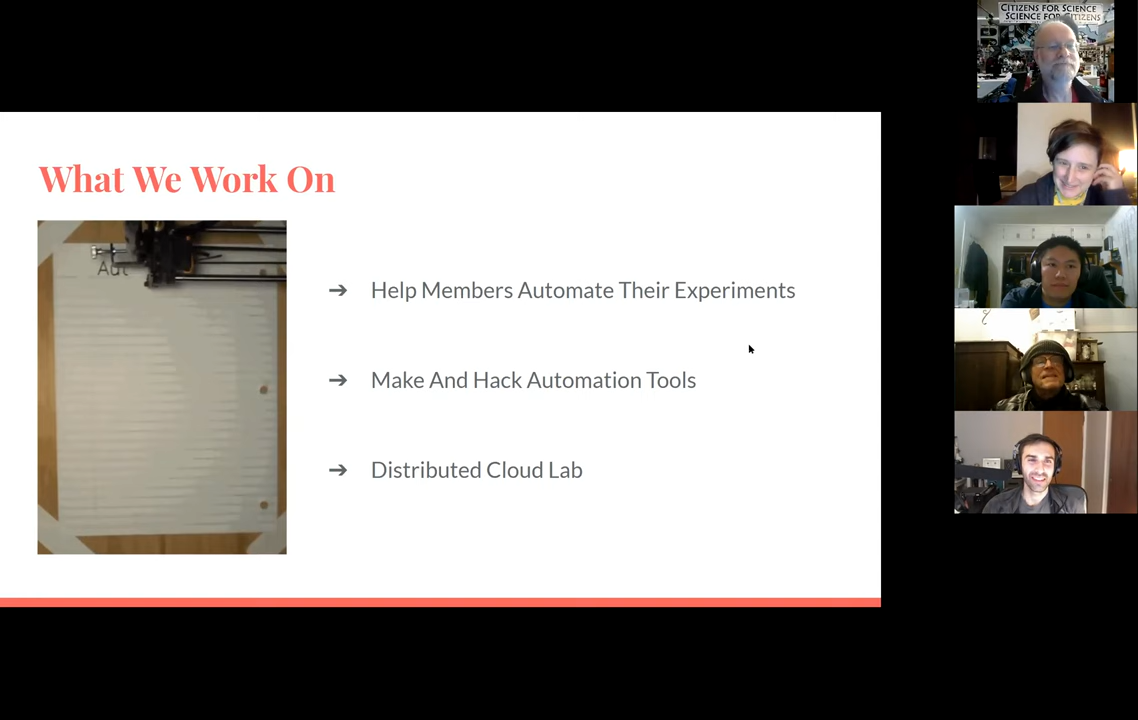 CITIZENS FOR SCIENCE
SCIENCE FOR CITIZENS
What We Work On
Aut
➔ Help Members Automate Their Experiments
➔ Make And Hack Automation Tools
➔ Distributed Cloud Lab